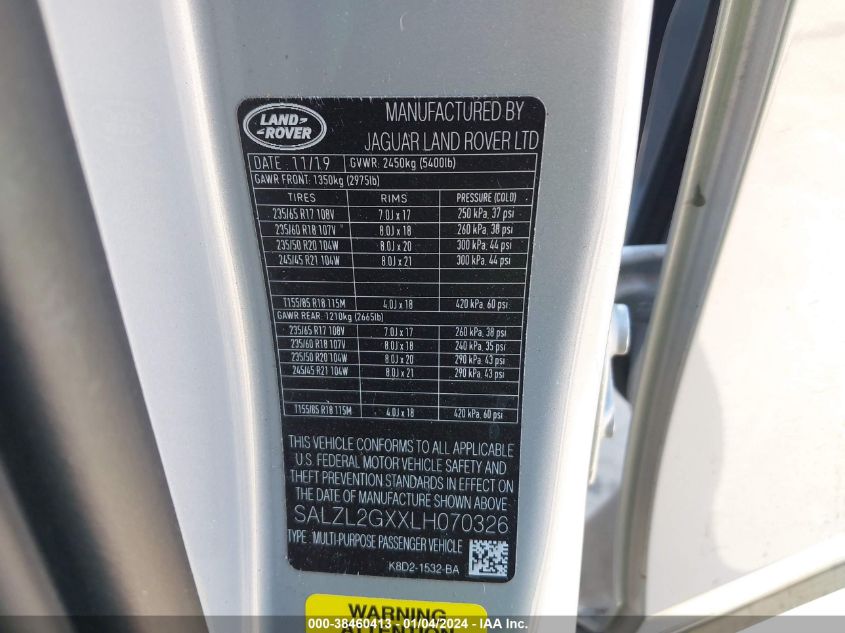 LAND ROVER
MANUFACTURED BY
JAGUAR LAND ROVER LTD
DATE : 11/19 GVWR: 2450kg (5400lb)
GAWR FRONT: 1350kg (2975lb)
TIRES RIMS PRESSURE (COLD)
235/65 R17 108V 7.0J x 17 250 kPa, 37 psi
235/60 R18 107V 8.0J x 18 260 kPa, 38 psi
235/50 R20 104W 8.0J x 20 300 kPa, 44 psi
245/45 R21 104W 8.0J x 21 300 kPa, 44 psi
T155/85 R18 115M 4.0J x 18 420 kPa, 60 psi
GAWR REAR: 1210kg (2665lb)
235/65 R17 108V 7.0J x 17 260 kPa, 38 psi
235/60 R18 107V 8.0J x 18 240 kPa, 35 psi
235/50 R20 104W 8.0J x 20 290 kPa, 43 psi
245/45 R21 104W 8.0J x 21 290 kPa, 43 psi
T155/85 R18 115M 4.0J x 18 420 kPa, 60 psi
THIS VEHICLE CONFORMS TO ALL APPLICABLE
U.S. FEDERAL MOTOR VEHICLE SAFETY AND
THEFT PREVENTION STANDARDS IN EFFECT ON
THE DATE OF MANUFACTURE SHOWN ABOVE
SALZL2GXXLH070326
TYPE: MULTI-PURPOSE PASSENGER VEHICLE
K8D2-1532-BA
WARNING
ATTENTION
000-38460413 - 01/04/2024 - IAA Inc.